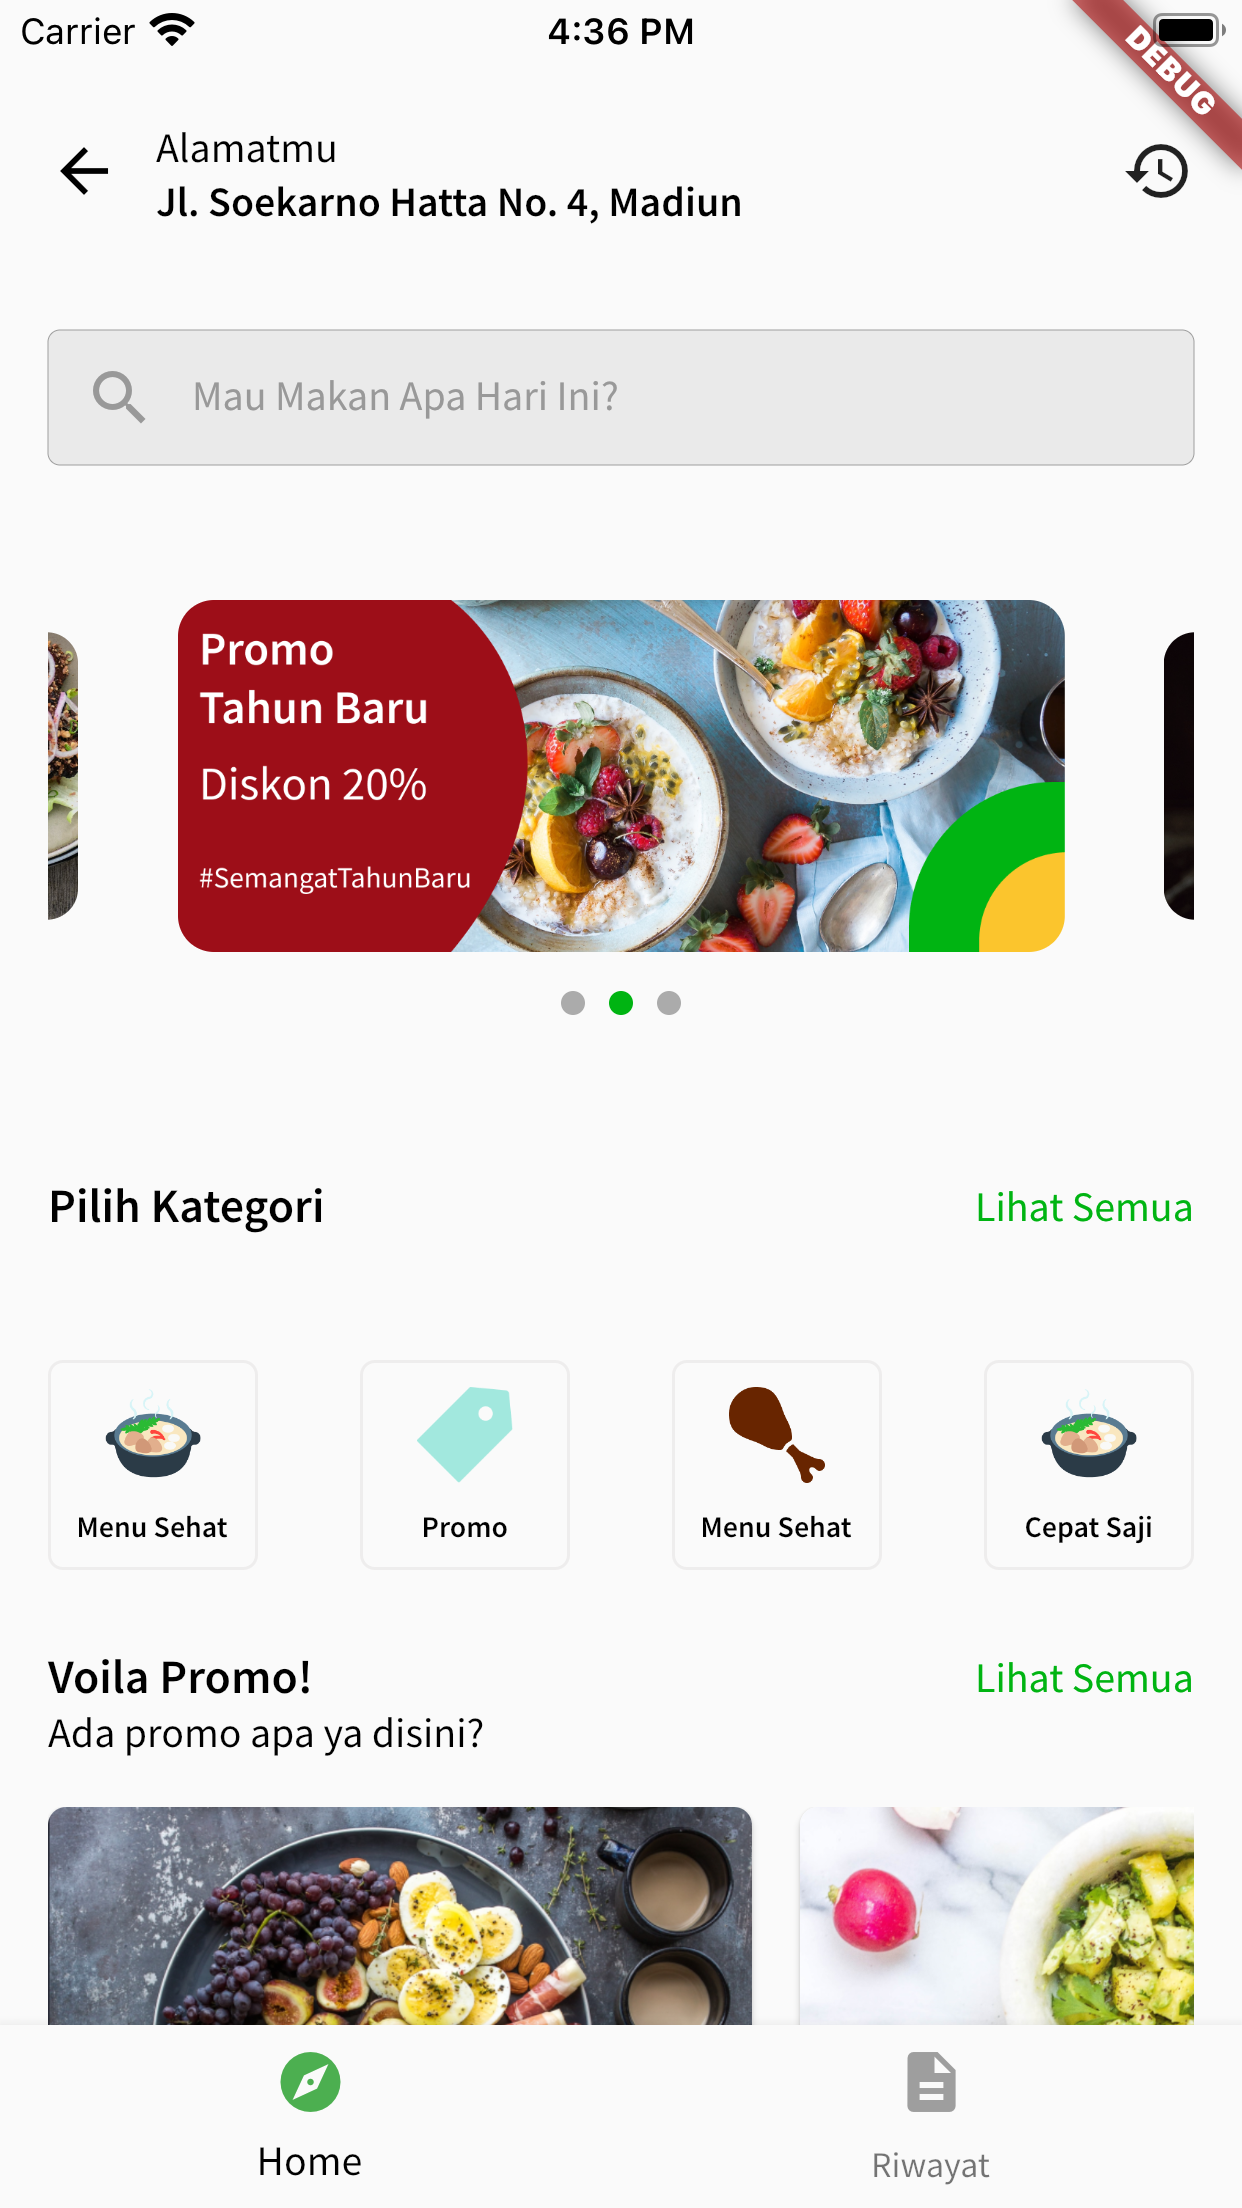 Carrier
4:36 PM
DEBUG
Alamatmu
Jl. Soekarno Hatta No. 4, Madiun
Mau Makan Apa Hari Ini?
Promo
Tahun Baru
Diskon 20%
#SemangatTahunBaru
Pilih Kategori
Lihat Semua
Menu Sehat
Promo
Menu Sehat
Cepat Saji
Voila Promo!
Lihat Semua
Ada promo apa ya disini?
Home
Riwayat